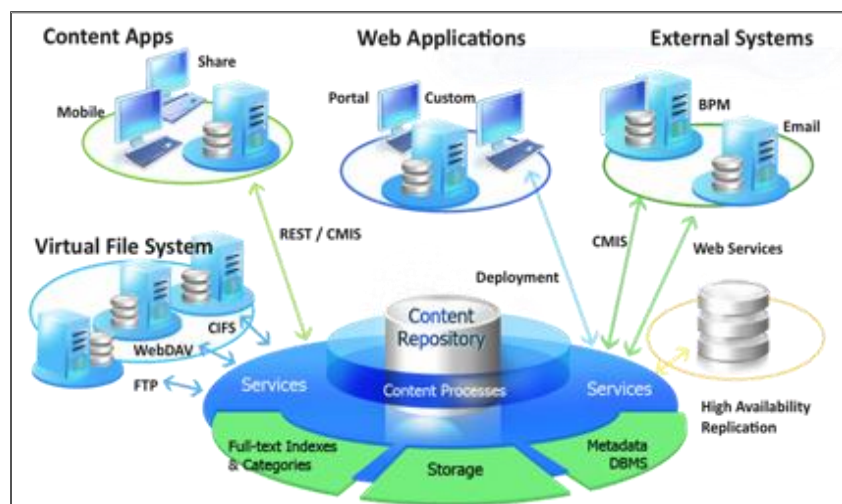 Content Apps
Web Applications
External Systems
Share
Mobile
Portal
Custom
BPM
Email
REST / CMIS
CMIS
Web Services
Virtual File System
Deployment
CIFS
WebDAV
FTP
Content
Repository
Services
Content Processes
Services
High Availability
Replication
Full-text Indexes
& Categories
Storage
Metadata
DBMS